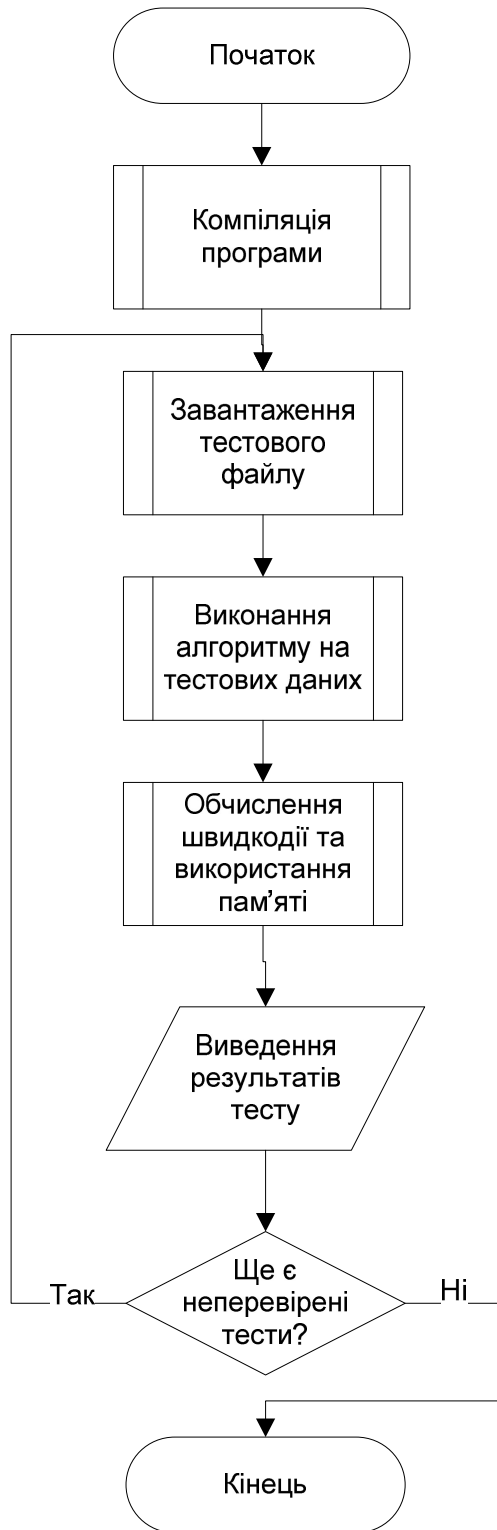 Початок
Компіляція
програми
Завантаження
тестового
файлу
Виконання
алгоритму на
тестових даних
Обчислення
швидкодії та
використання
пам’яті
Виведення
результатів
тесту
Ще є
неперевірені
тести?
Так
Ні
Кінець